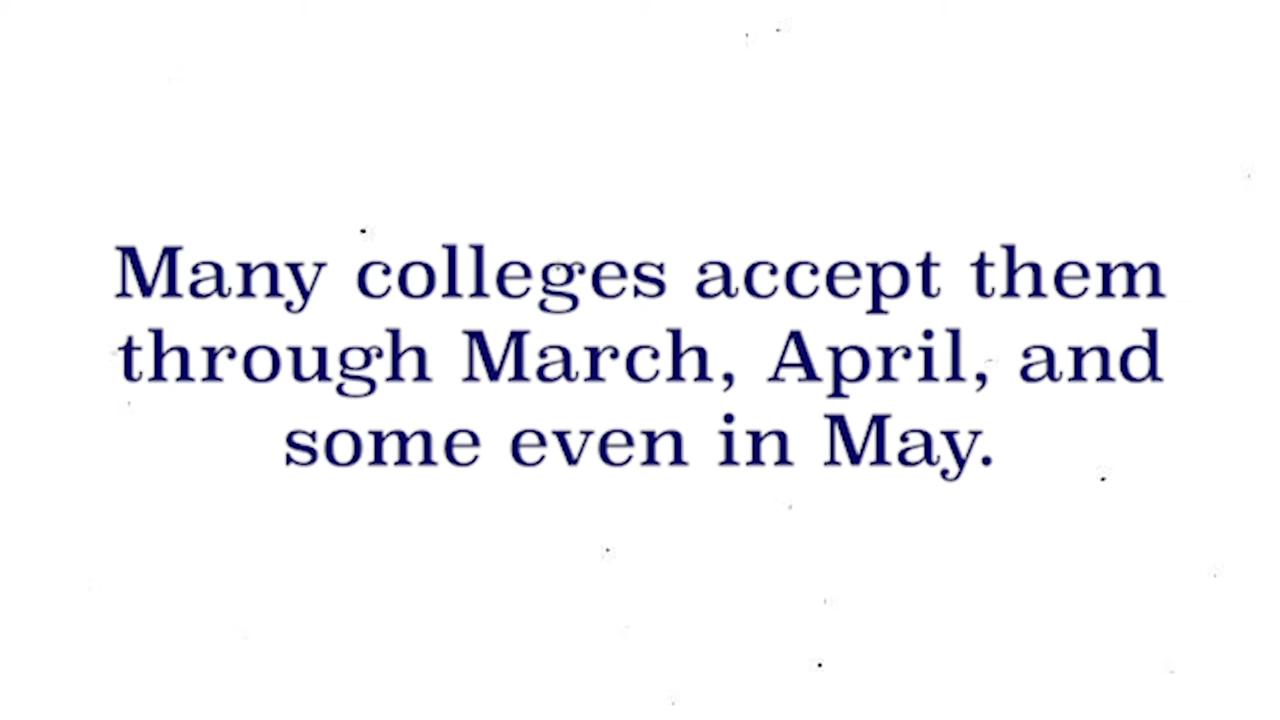 Many colleges accept them
through March, April, and
some even in May.